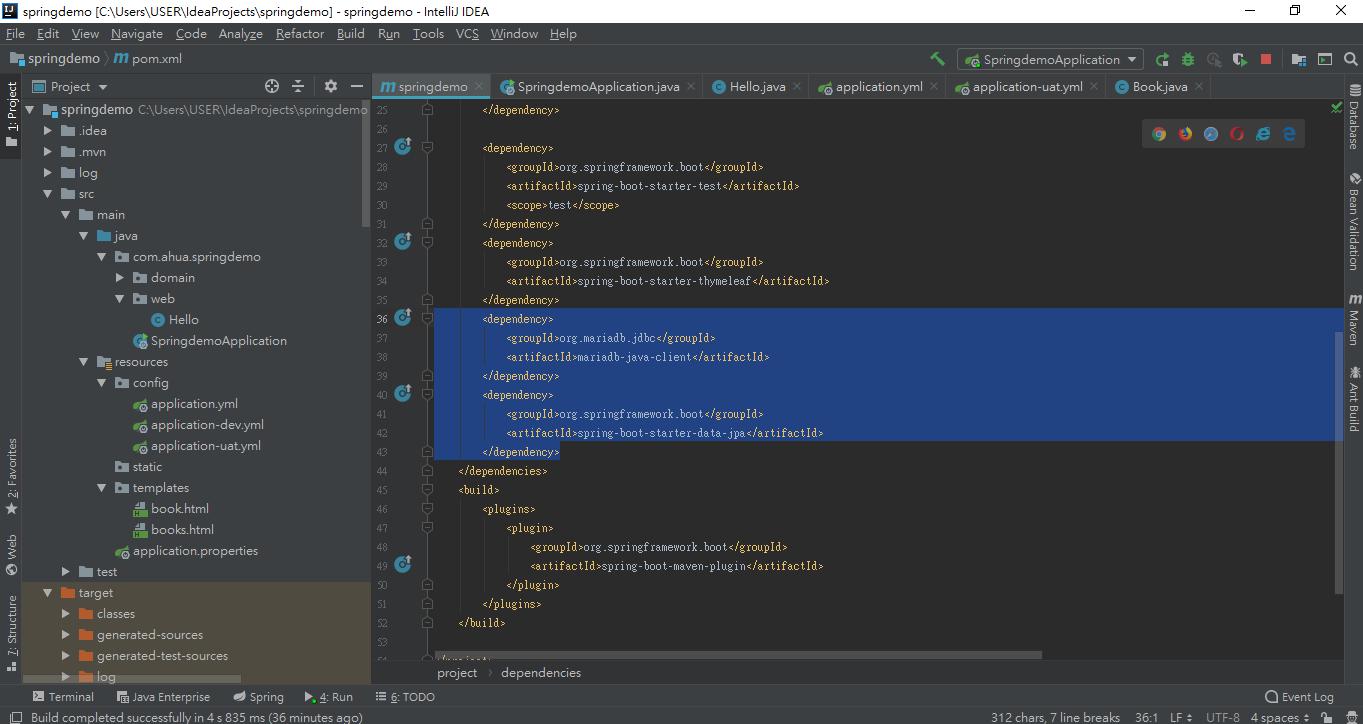 springdemo [C:\Users\USER\IdeaProjects\springdemo] - springdemo - IntelliJ IDEA
File Edit View Navigate Code Analyze Refactor Build Run Tools VCS Window Help
springdemo pom.xml
SpringdemoApplication
Project
springdemo SpringdemoApplication.java Hello.java application.yml application-uat.yml Book.java
1: Project
2: Favorites
Web
7: Structure
springdemo C:\Users\USER\IdeaProjects\springdemo
.idea
.mvn
log
src
main
java
com.ahua.springdemo
domain
web
Hello
SpringdemoApplication
resources
config
application.yml
application-dev.yml
application-uat.yml
static
templates
book.html
books.html
application.properties
test
target
classes
generated-sources
generated-test-sources
log
25 </dependency>
26
27 <dependency>
28 <groupId>org.springframework.boot</groupId>
29 <artifactId>spring-boot-starter-test</artifactId>
30 <scope>test</scope>
31 </dependency>
32 <dependency>
33 <groupId>org.springframework.boot</groupId>
34 <artifactId>spring-boot-starter-thymeleaf</artifactId>
35 </dependency>
36 <dependency>
37 <groupId>org.mariadb.jdbc</groupId>
38 <artifactId>mariadb-java-client</artifactId>
39 </dependency>
40 <dependency>
41 <groupId>org.springframework.boot</groupId>
42 <artifactId>spring-boot-starter-data-jpa</artifactId>
43 </dependency>
44 </dependencies>
45 <build>
46 <plugins>
47 <plugin>
48 <groupId>org.springframework.boot</groupId>
49 <artifactId>spring-boot-maven-plugin</artifactId>
50 </plugin>
51 </plugins>
52 </build>
53
project dependencies
Database
Bean Validation
Maven
Ant Build
Terminal Java Enterprise Spring 4: Run 6: TODO Event Log
Build completed successfully in 4 s 835 ms (36 minutes ago) 312 chars, 7 line breaks 36:1 LF UTF-8 4 spaces